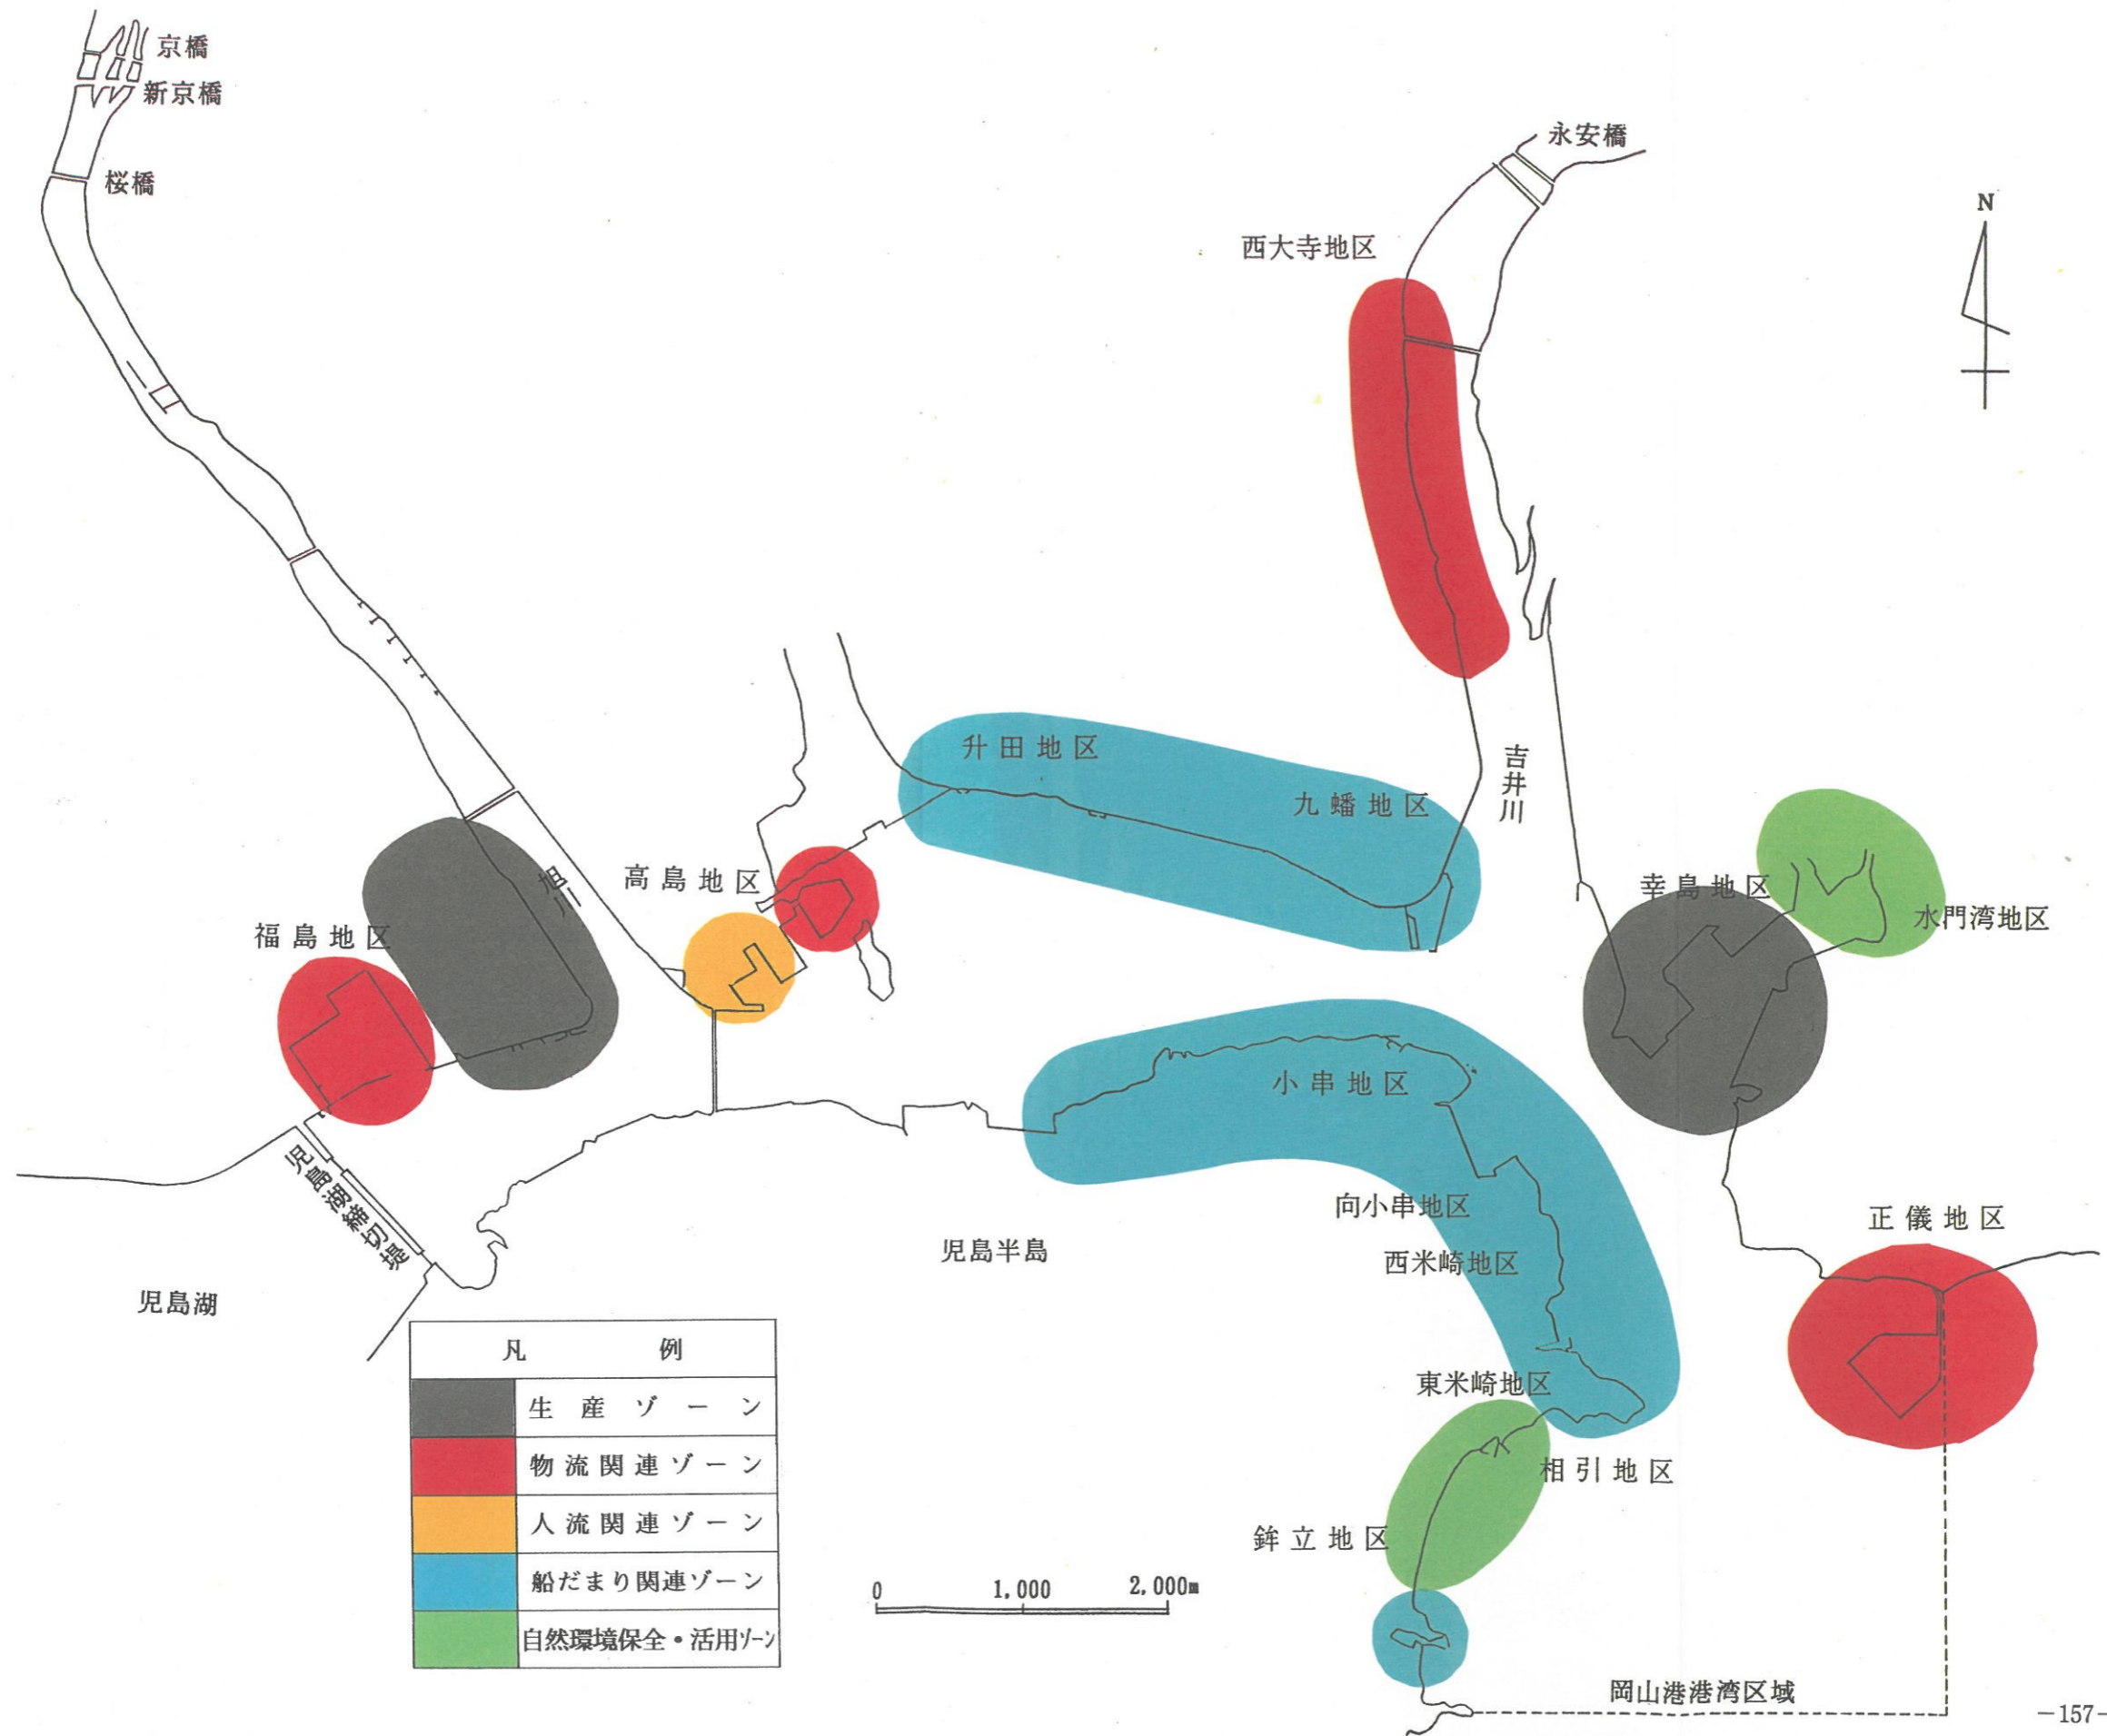 京橋
新京橋
桜橋
永安橋
N
西大寺地区
升田地区
九蟠地区
吉井川
高島地区
旭川
福島地区
幸島地区
水門湾地区
小串地区
児島湖締切堤
向小串地区
西米崎地区
正儀地区
児島半島
児島湖
東米崎地区
相引地区
鉾立地区
凡例
生産ゾーン
物流関連ゾーン
人流関連ゾーン
船だまり関連ゾーン
自然環境保全・活用ゾーン
0 1,000 2,000m
岡山港港湾区域
-157-